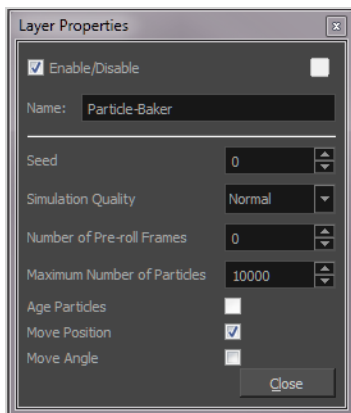 Layer Properties
Enable/Disable
Name: Particle-Baker
Seed 0
Simulation Quality Normal
Number of Pre-roll Frames 0
Maximum Number of Particles 10000
Age Particles
Move Position
Move Angle
Close